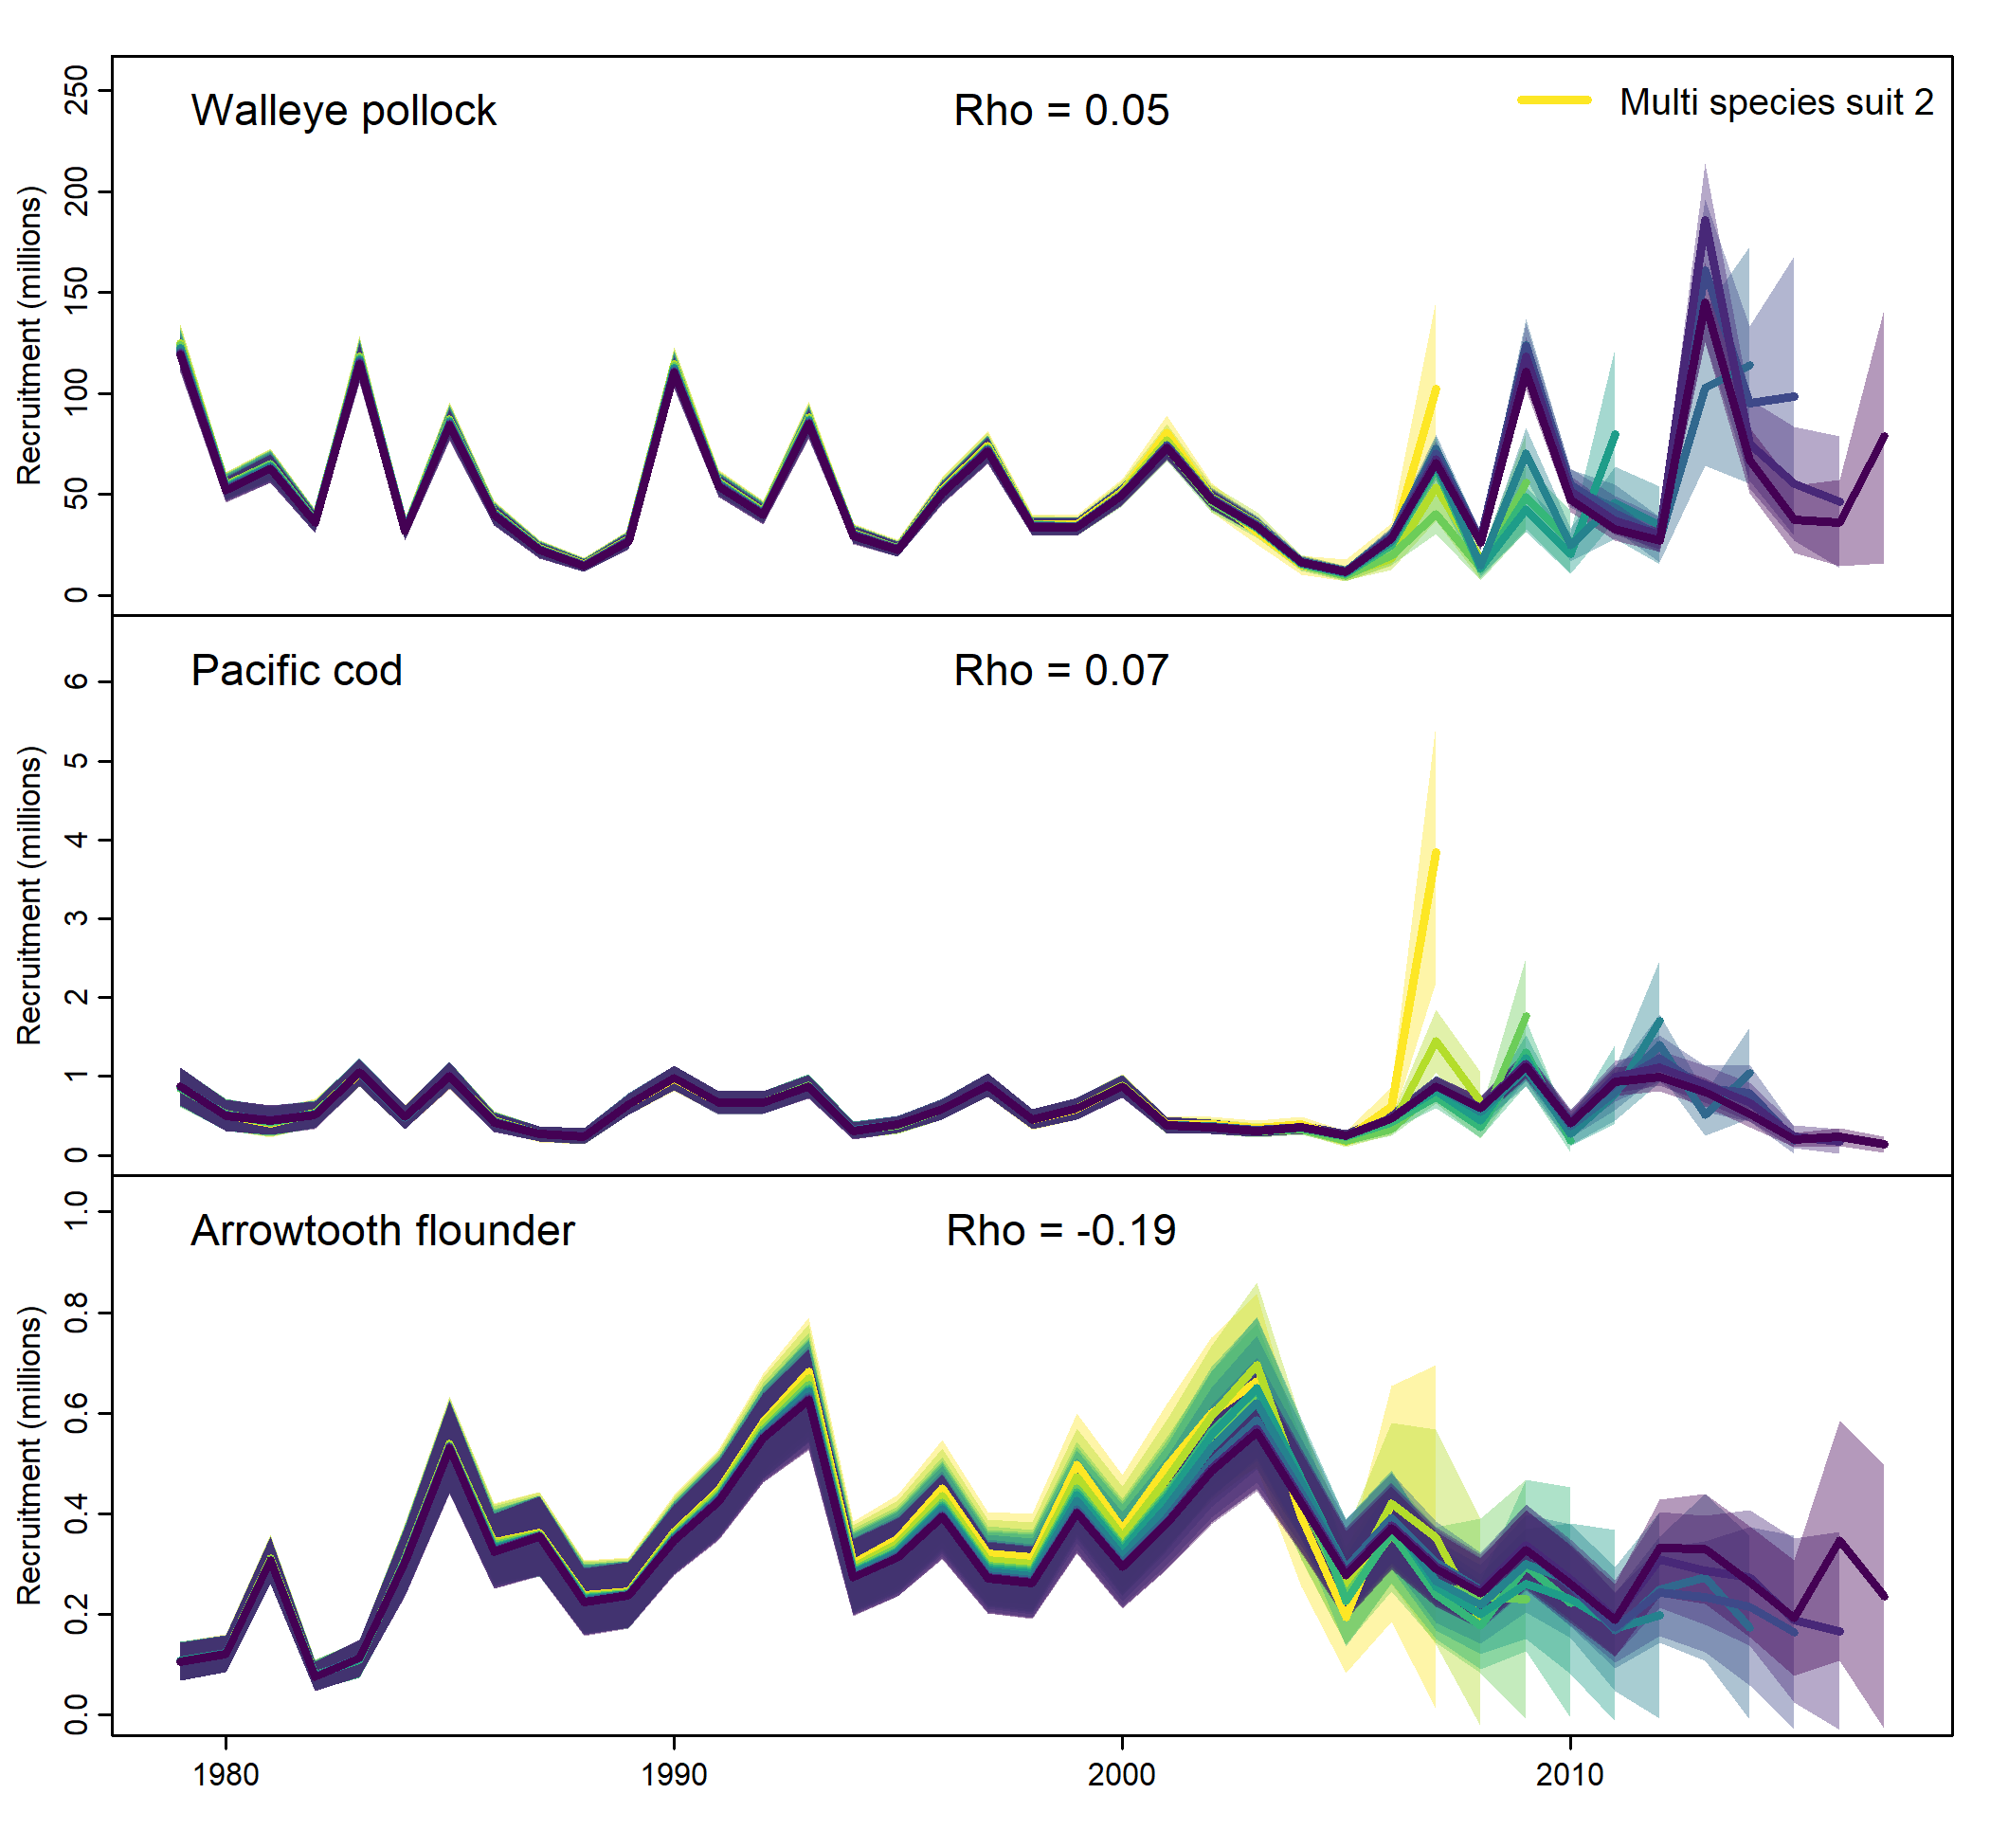 Walleye pollock
Rho = 0.05
Multi species suit 2
Recruitment (millions)
250
200
150
100
50
0
Pacific cod
Rho = 0.07
Recruitment (millions)
6
5
4
3
2
1
0
Arrowtooth flounder
Rho = -0.19
Recruitment (millions)
1.0
0.8
0.6
0.4
0.2
0.0
1980
1990
2000
2010